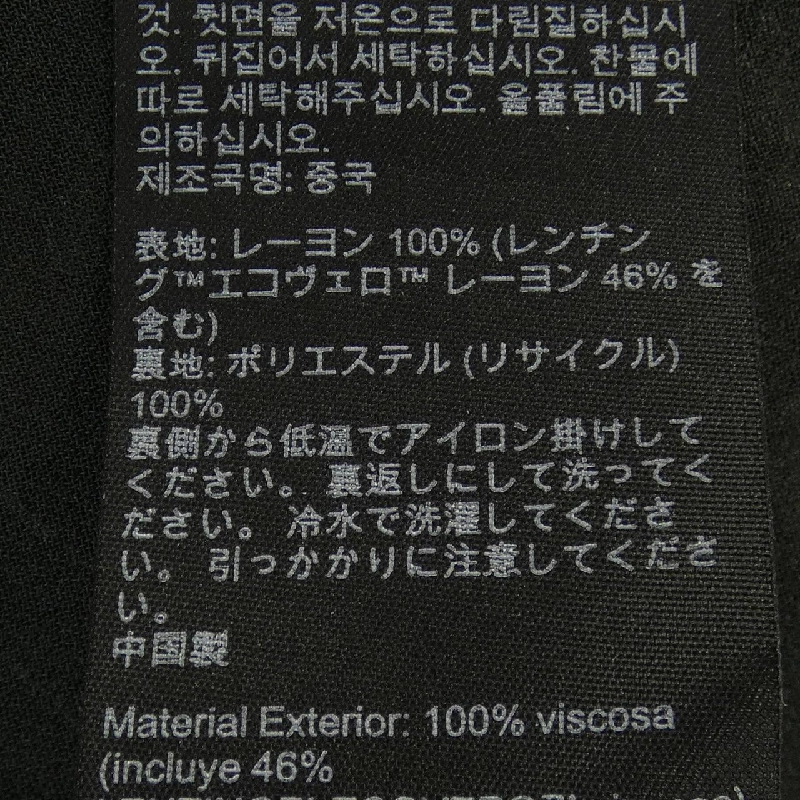 것. 뒷면을 저온으로 다림질하십시
오. 뒤집어서 세탁하십시오. 찬물에
따로 세탁해주십시오. 올풀림에 주
의하십시오.
제조국명: 중국
表地: レーヨン 100% (レンチン
グ™エコヴェロ™ レーヨン 46% を
含む)
裏地: ポリエステル (リサイクル)
100%
裏側から低温でアイロン掛けして
ください。 裏返しにして洗ってく
ださい。 冷水で洗濯してくださ
い。 引っかかりに注意してくださ
い。
中国製
Material Exterior: 100% viscosa
(incluye 46%